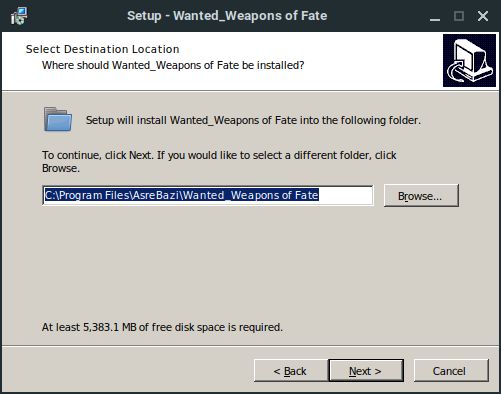 Setup - Wanted_Weapons of Fate
Select Destination Location
Where should Wanted_Weapons of Fate be installed?
Setup will install Wanted_Weapons of Fate into the following folder.
To continue, click Next. If you would like to select a different folder, click
Browse.
C:\Program Files\AsreBazi\Wanted_Weapons of Fate
Browse...
At least 5,383.1 MB of free disk space is required.
< Back
Next >
Cancel